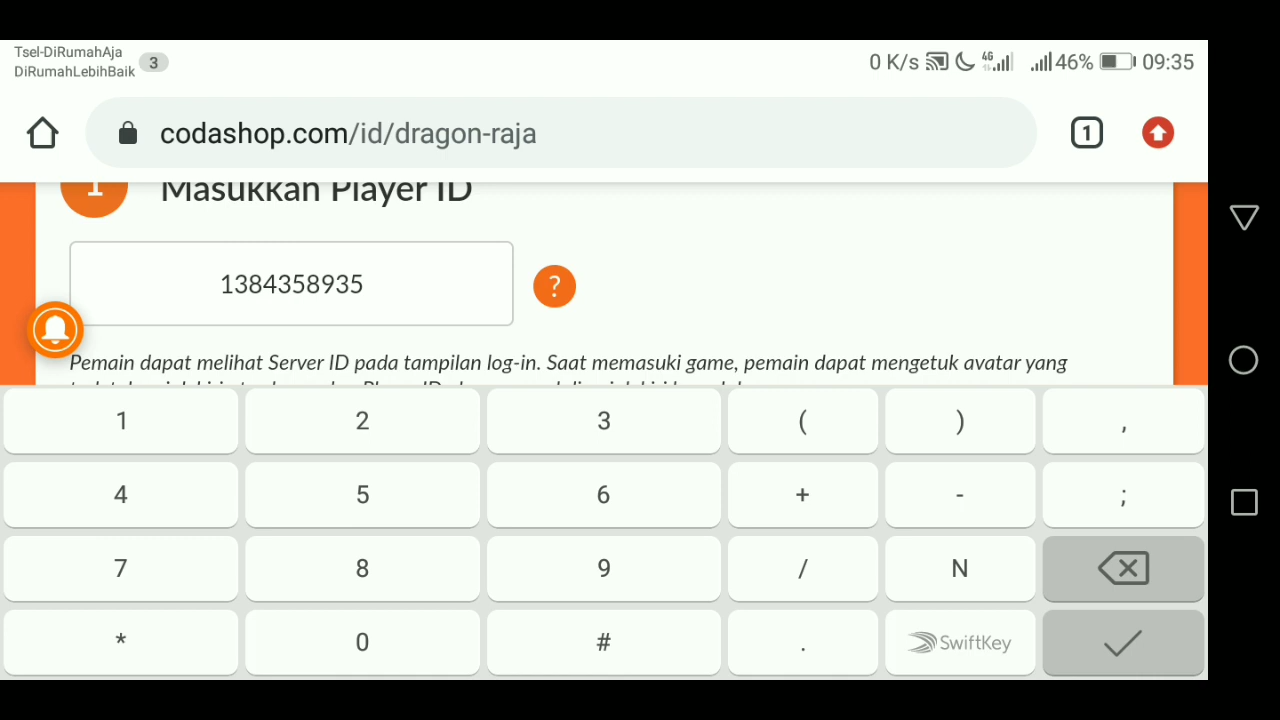 Tsel-DiRumahAja
DiRumahLebihBaik
3
0 K/s
4G
46%
09:35
codashop.com/id/dragon-raja
1
1
Masukkan Player ID
1384358935
?
Pemain dapat melihat Server ID pada tampilan log-in. Saat memasuki game, pemain dapat mengetuk avatar yang
1 2 3 ( ) ,
4 5 6 + - ;
7 8 9 / N
* 0 # . SwiftKey